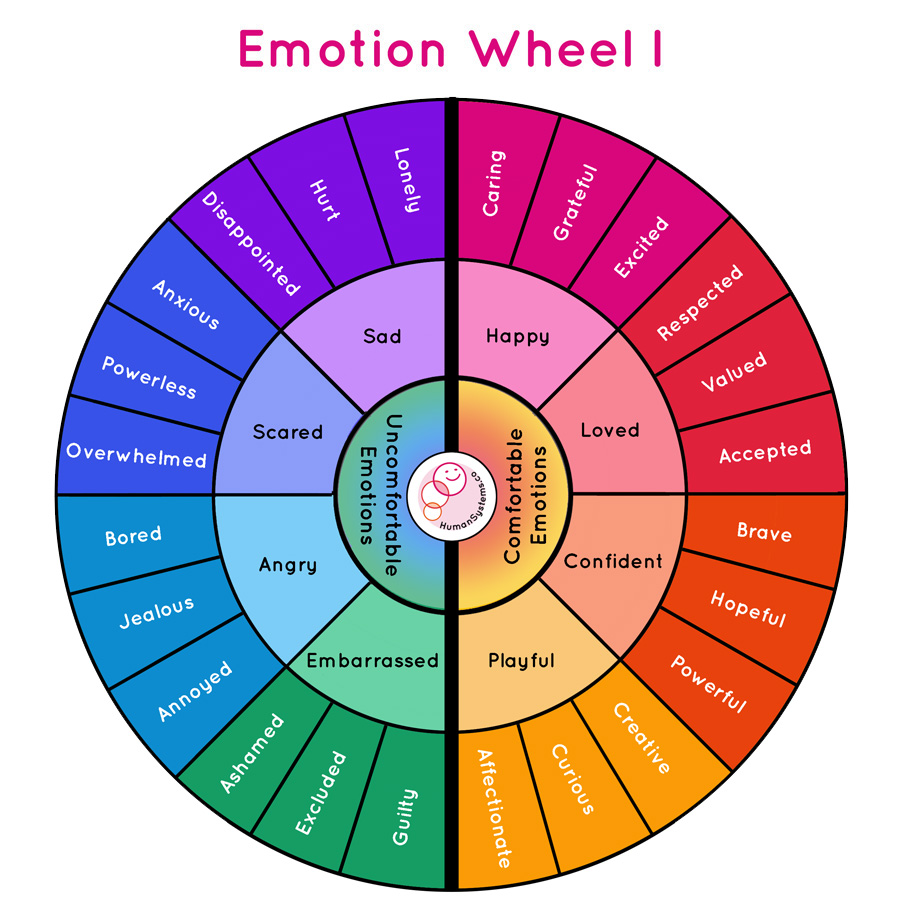 Emotion Wheel 1
Caring
Grateful
Excited
Respected
Valued
Accepted
Brave
Hopeful
Powerful
Creative
Curious
Affectionate
Guilty
Excluded
Ashamed
Annoyed
Jealous
Bored
Overwhelmed
Powerless
Anxious
Disappointed
Hurt
Lonely
Happy
Loved
Confident
Playful
Embarrassed
Angry
Scared
Sad
Uncomfortable
Emotions
Comfortable
Emotions
HumanSystems.co